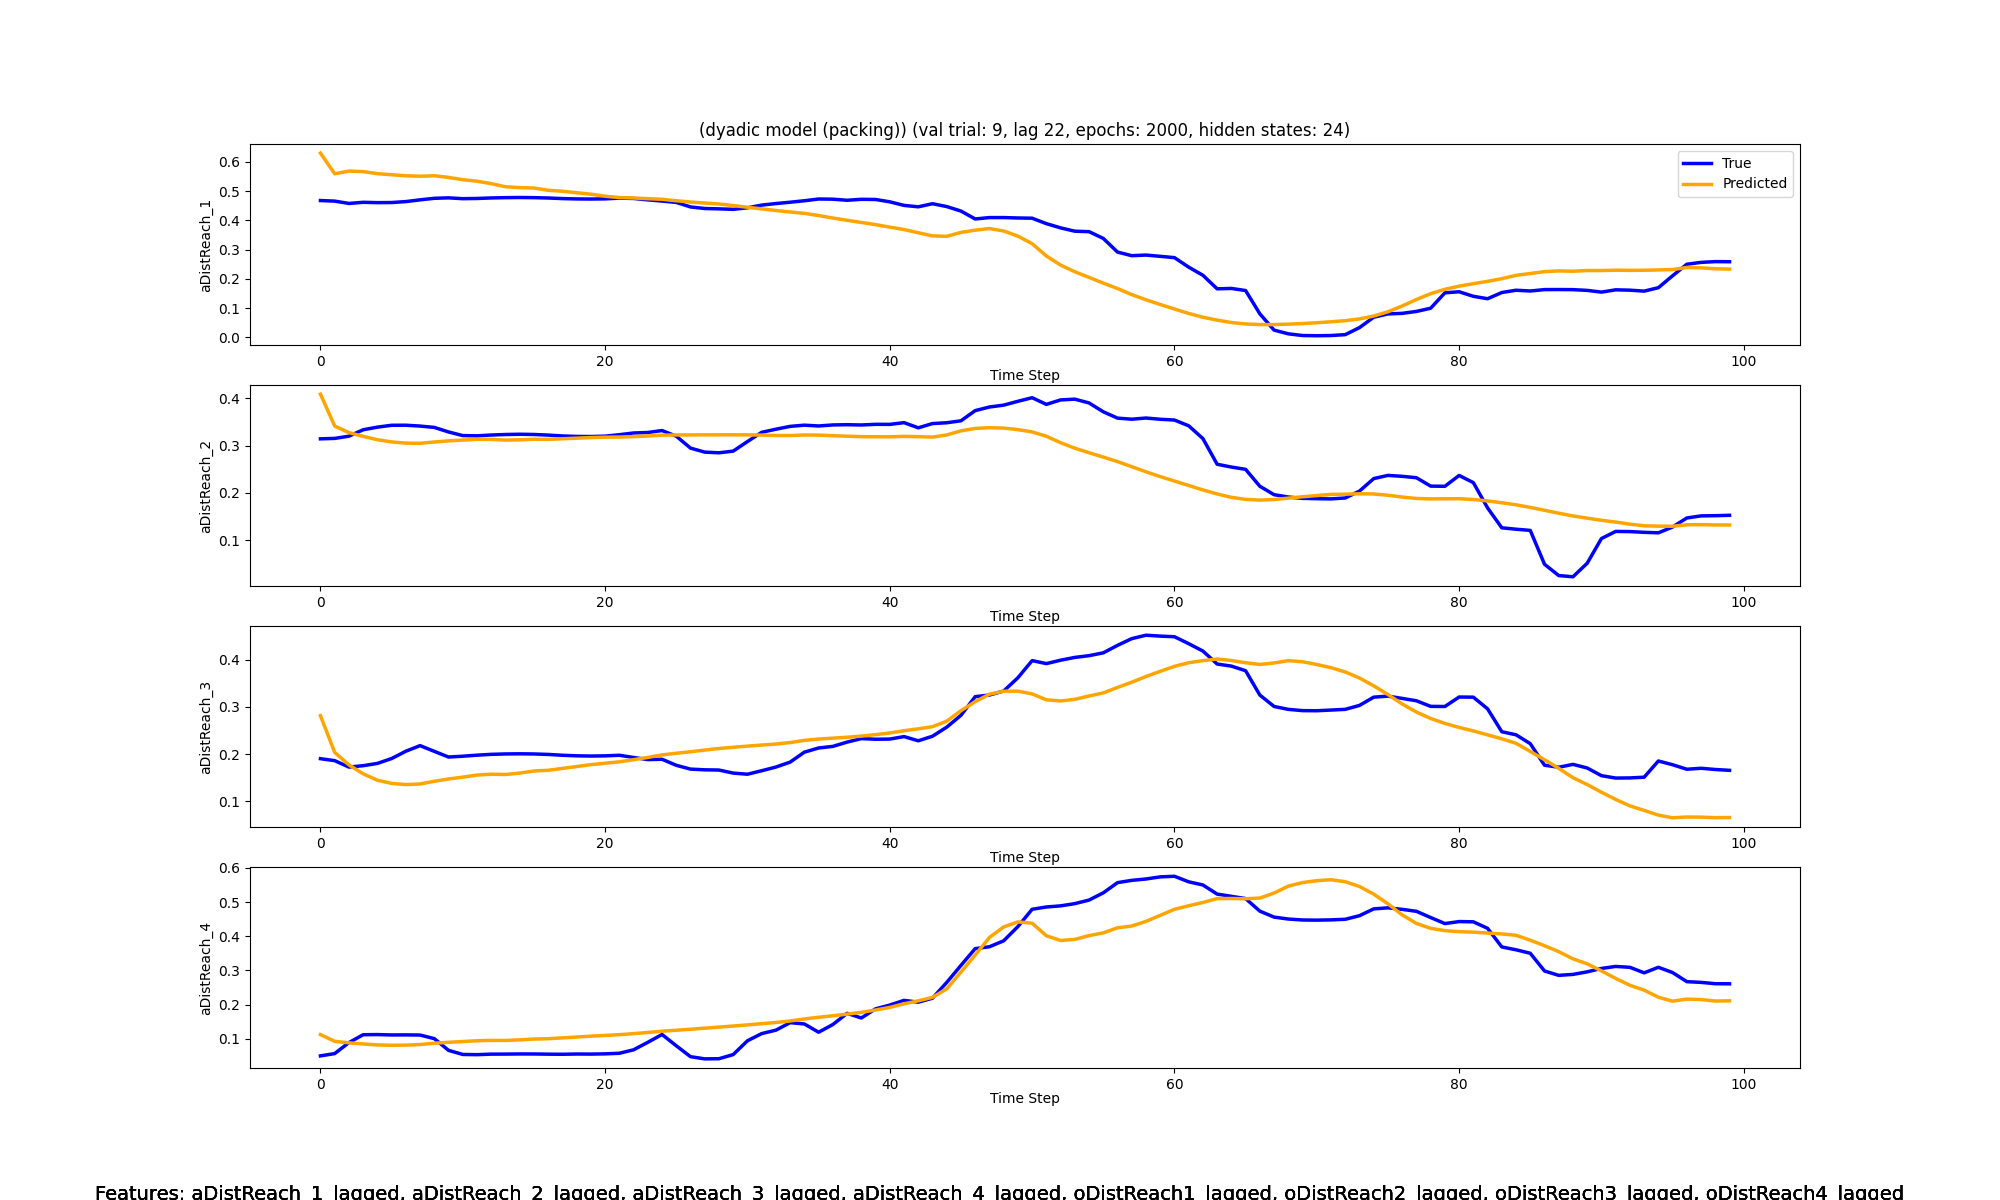 (dyadic model (packing)) (val trial: 9, lag 22, epochs: 2000, hidden states: 24)
True
Predicted
aDistReach_1
0.6
0.5
0.4
0.3
0.2
0.1
0.0
0 20 40 60 80 100
Time Step
aDistReach_2
0.4
0.3
0.2
0.1
0 20 40 60 80 100
Time Step
aDistReach_3
0.4
0.3
0.2
0.1
0 20 40 60 80 100
Time Step
aDistReach_4
0.6
0.5
0.4
0.3
0.2
0.1
0 20 40 60 80 100
Time Step
Features: aDistReach_1_lagged, aDistReach_2_lagged, aDistReach_3_lagged, aDistReach_4_lagged, oDistReach1_lagged, oDistReach2_lagged, oDistReach3_lagged, oDistReach4_lagged